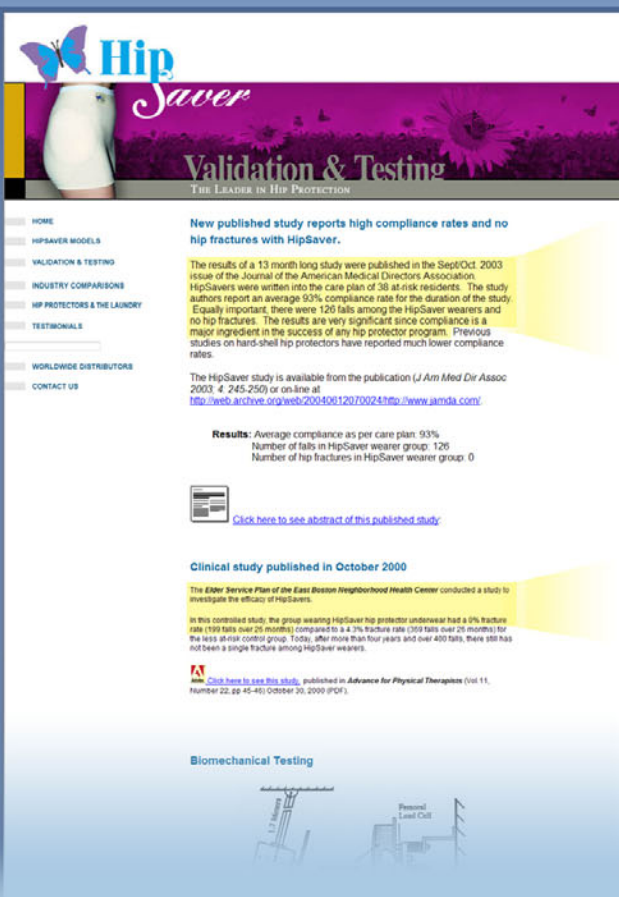 Hip
Saver
Validation & Testing
THE LEADER IN HIP PROTECTION
HOME
HIPSAVER MODELS
VALIDATION & TESTING
INDUSTRY COMPARISONS
HIP PROTECTORS & THE LAUNDRY
TESTIMONIALS
WORLDWIDE DISTRIBUTORS
CONTACT US
New published study reports high compliance rates and no
hip fractures with HipSaver.
The results of a 13 month long study were published in the Sept/Oct. 2003
issue of the Journal of the American Medical Directors Association.
HipSavers were written into the care plan of 38 at-risk residents. The study
authors report an average 93% compliance rate for the duration of the study.
Equally important, there were 126 falls among the HipSaver wearers and
no hip fractures. The results are very significant since compliance is a
major ingredient in the success of any hip protector program. Previous
studies on hard-shell hip protectors have reported much lower compliance
rates.
The HipSaver study is available from the publication (J Am Med Dir Assoc
2003; 4: 245-250) or on-line at
http://web.archive.org/web/20040612070024/http://www.jamda.com/.
Results: Average compliance as per care plan: 93%
Number of falls in HipSaver wearer group: 126
Number of hip fractures in HipSaver wearer group: 0
Click here to see abstract of this published study.
Clinical study published in October 2000
The Elder Service Plan of the East Boston Neighborhood Health Center conducted a study to
investigate the efficacy of HipSavers.
In this controlled study, the group wearing HipSaver hip protector underwear had a 0% fracture
rate (199 falls over 26 months) compared to a 4.3% fracture rate (369 falls over 26 months) for
the less at-risk control group. Today, after more than four years and over 400 falls, there still has
not been a single fracture among HipSaver wearers.
Click here to see this study, published in Advance for Physical Therapists (Vol.11,
Number 22, pp 45-46) October 30, 2000 (PDF).
Biomechanical Testing
1.7 Meters
Femoral
Load Cell